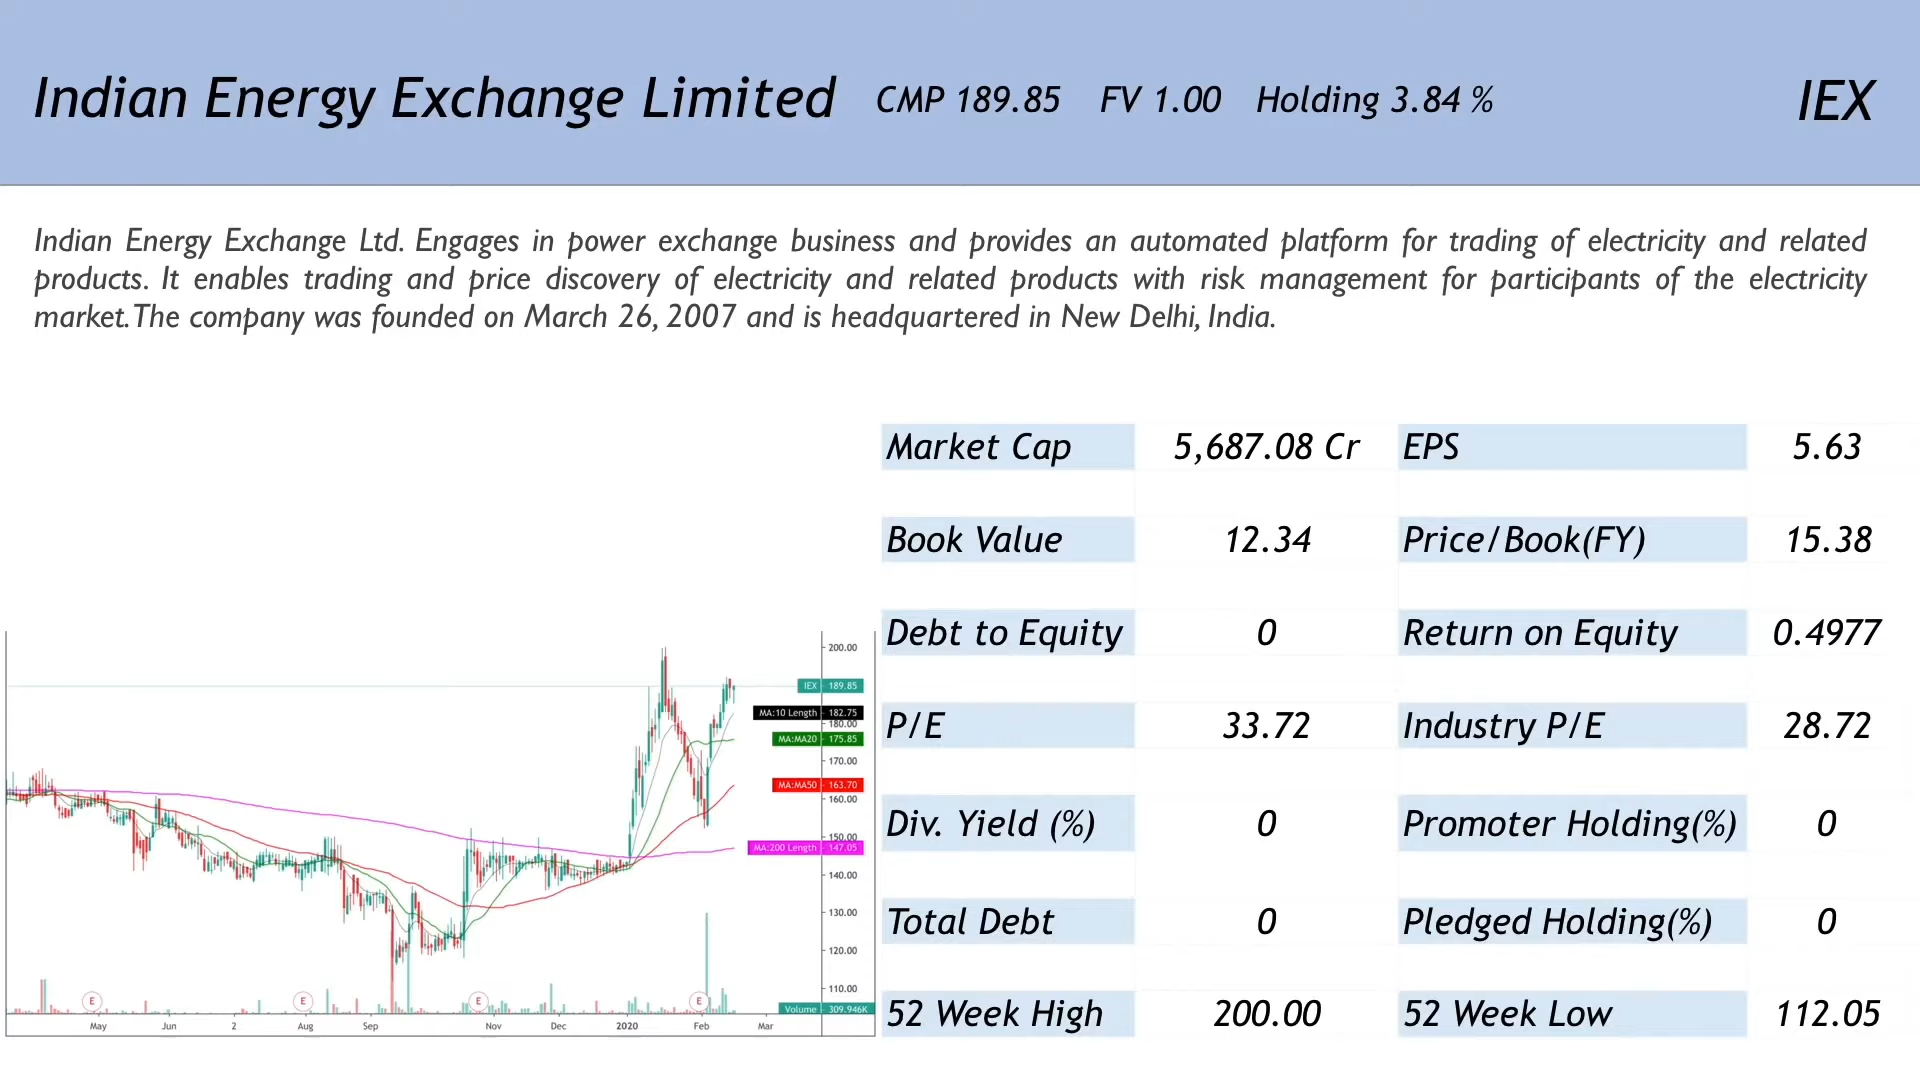 Indian Energy Exchange Limited CMP 189.85 FV 1.00 Holding 3.84 % IEX
Indian Energy Exchange Ltd. Engages in power exchange business and provides an automated platform for trading of electricity and related
products. It enables trading and price discovery of electricity and related products with risk management for participants of the electricity
market. The company was founded on March 26, 2007 and is headquartered in New Delhi, India.
Market Cap 5,687.08 Cr EPS 5.63
Book Value 12.34 Price/Book(FY) 15.38
Debt to Equity 0 Return on Equity 0.4977
P/E 33.72 Industry P/E 28.72
Div. Yield (%) 0 Promoter Holding(%) 0
Total Debt 0 Pledged Holding(%) 0
52 Week High 200.00 52 Week Low 112.05
200.00
IEX 189.85
MA:10 Length 182.75
180.00
MA:MA20 175.85
170.00
MA:MA50 163.70
160.00
150.00
MA:200 Length 147.05
140.00
130.00
120.00
110.00
E E E E
Volume 309.946K
May Jun 2 Aug Sep Nov Dec 2020 Feb Mar